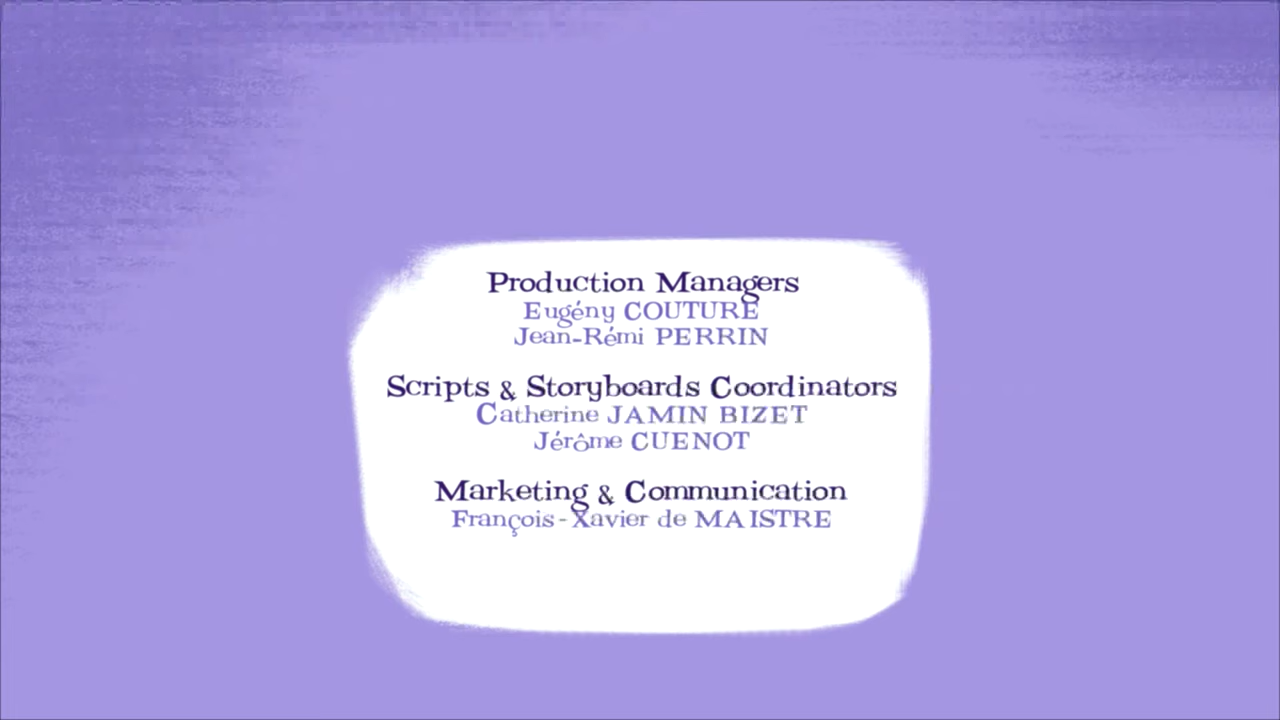 Production Managers
Eugény COUTURE
Jean-Rémi PERRIN
Scripts & Storyboards Coordinators
Catherine JAMIN BIZET
Jérôme CUENOT
Marketing & Communication
François-Xavier de MAISTRE